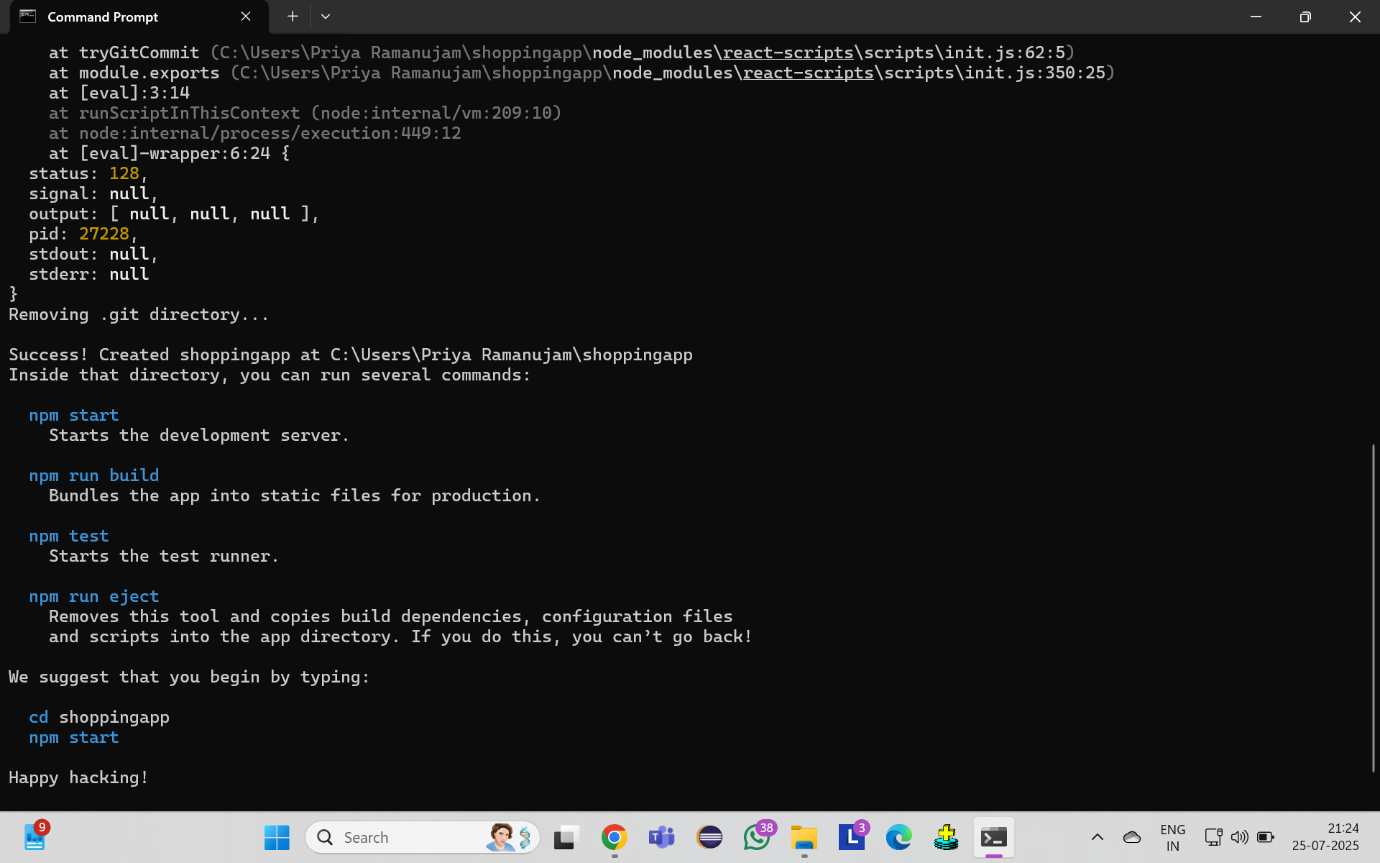 Command Prompt
at tryGitCommit (C:\Users\Priya Ramanujam\shoppingapp\node_modules\react-scripts\scripts\init.js:62:5)
at module.exports (C:\Users\Priya Ramanujam\shoppingapp\node_modules\react-scripts\scripts\init.js:350:25)
at [eval]:3:14
at runScriptInThisContext (node:internal/vm:209:10)
at node:internal/process/execution:449:12
at [eval]-wrapper:6:24 {
status: 128,
signal: null,
output: [ null, null, null ],
pid: 27228,
stdout: null,
stderr: null
}
Removing .git directory...
Success! Created shoppingapp at C:\Users\Priya Ramanujam\shoppingapp
Inside that directory, you can run several commands:
npm start
Starts the development server.
npm run build
Bundles the app into static files for production.
npm test
Starts the test runner.
npm run eject
Removes this tool and copies build dependencies, configuration files
and scripts into the app directory. If you do this, you can't go back!
We suggest that you begin by typing:
cd shoppingapp
npm start
Happy hacking!
9
Search
T
38
L
3
ENG
IN
21:24
25-07-2025